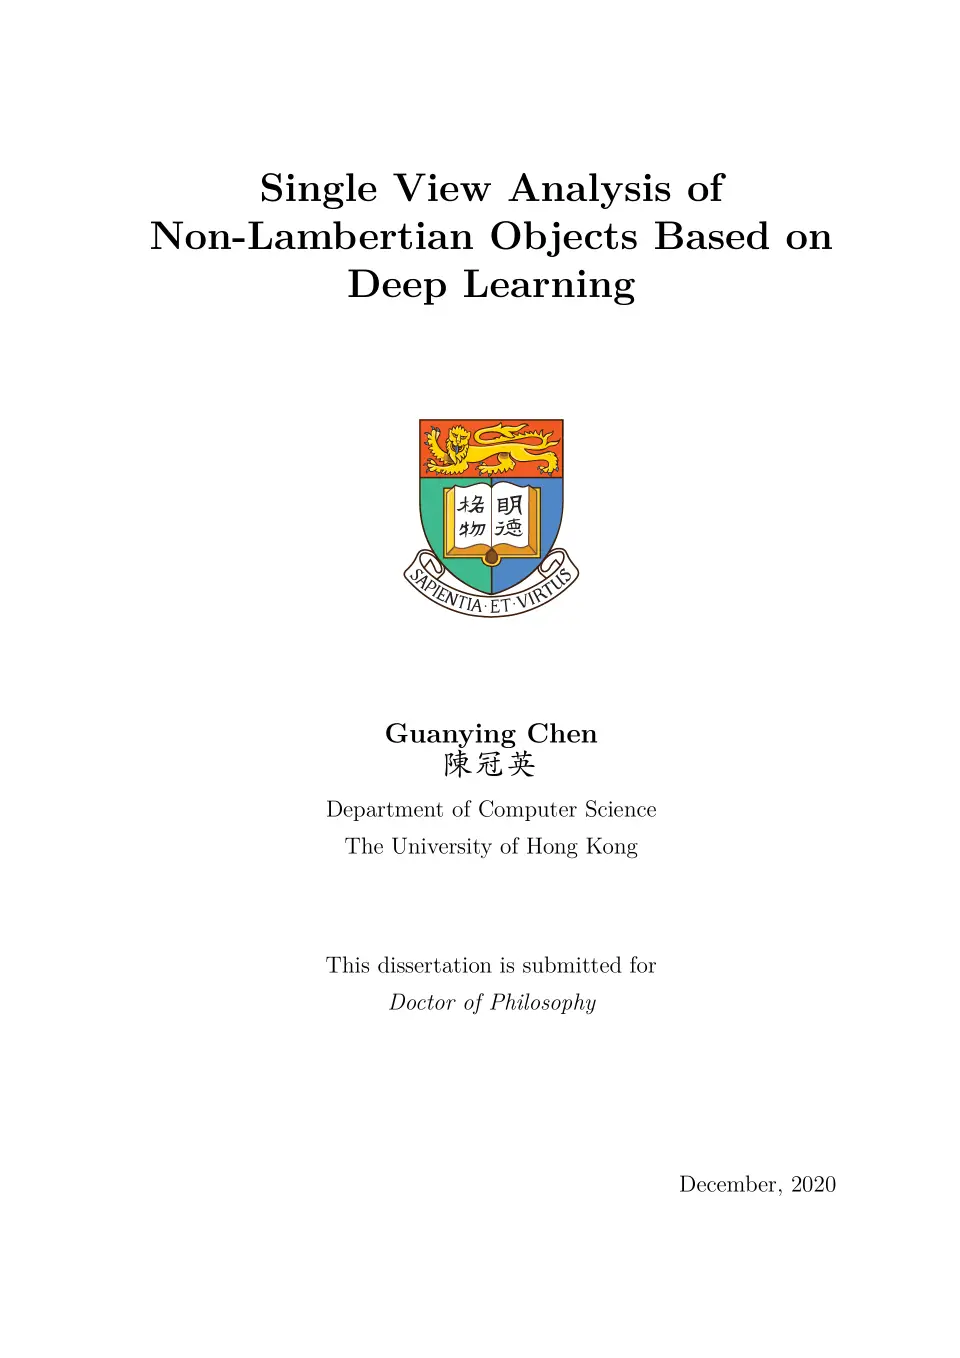 Single View Analysis of
Non-Lambertian Objects Based on
Deep Learning
格物 明德
SAPIENTIA·ET·VIRTUS
Guanying Chen
陳冠英
Department of Computer Science
The University of Hong Kong
This dissertation is submitted for
Doctor of Philosophy
December, 2020